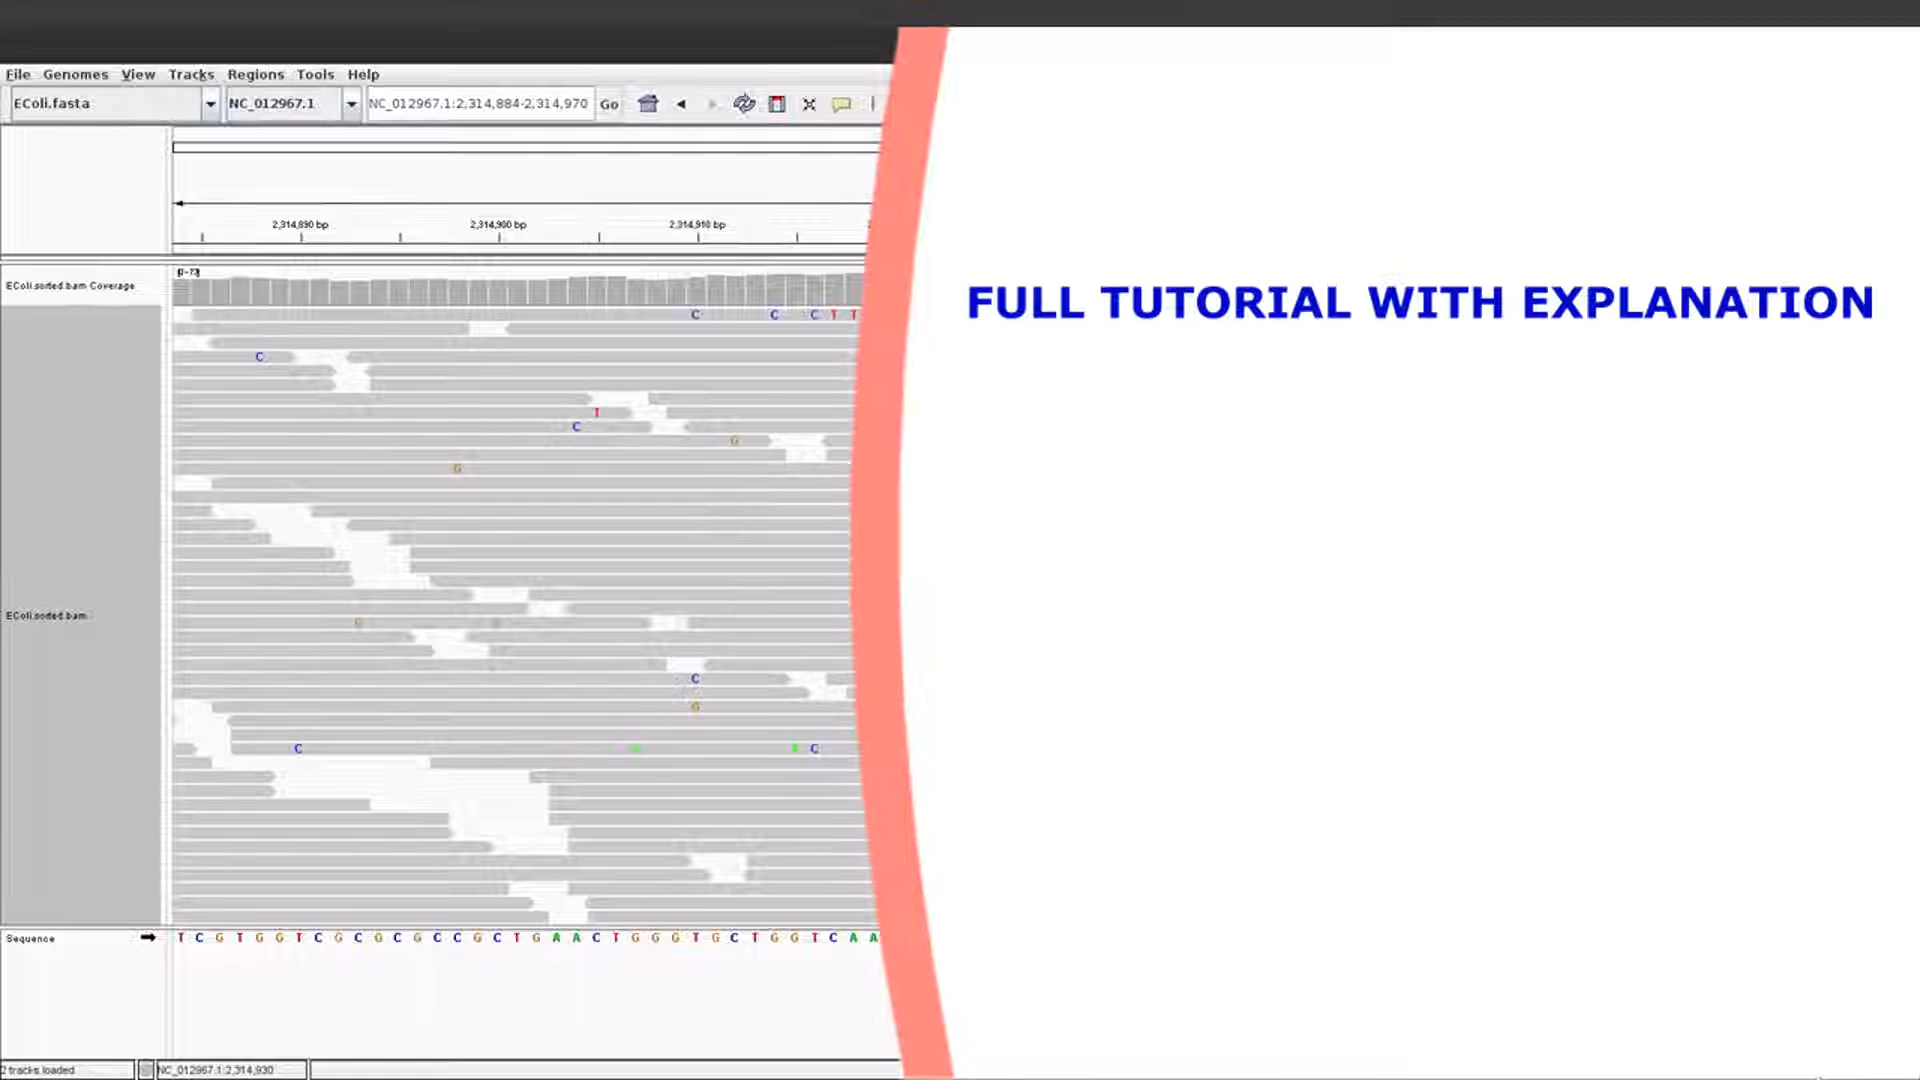 File Genomes View Tracks Regions Tools Help
EColi.fasta NC_012967.1 NC_012967.1:2,314,884-2,314,970 Go
2,314,890 bp 2,314,900 bp 2,314,910 bp
EColi.sorted.bam Coverage
C C C T T
C
T
C
G
G
EColi.sorted.bam
G
C
G
C C
Sequence T C G T G G T C G C G C G C C G C T G A A C T G G G T G C T G G T C A A
2 tracks loaded NC_012967.1:2,314,930
FULL TUTORIAL WITH EXPLANATION